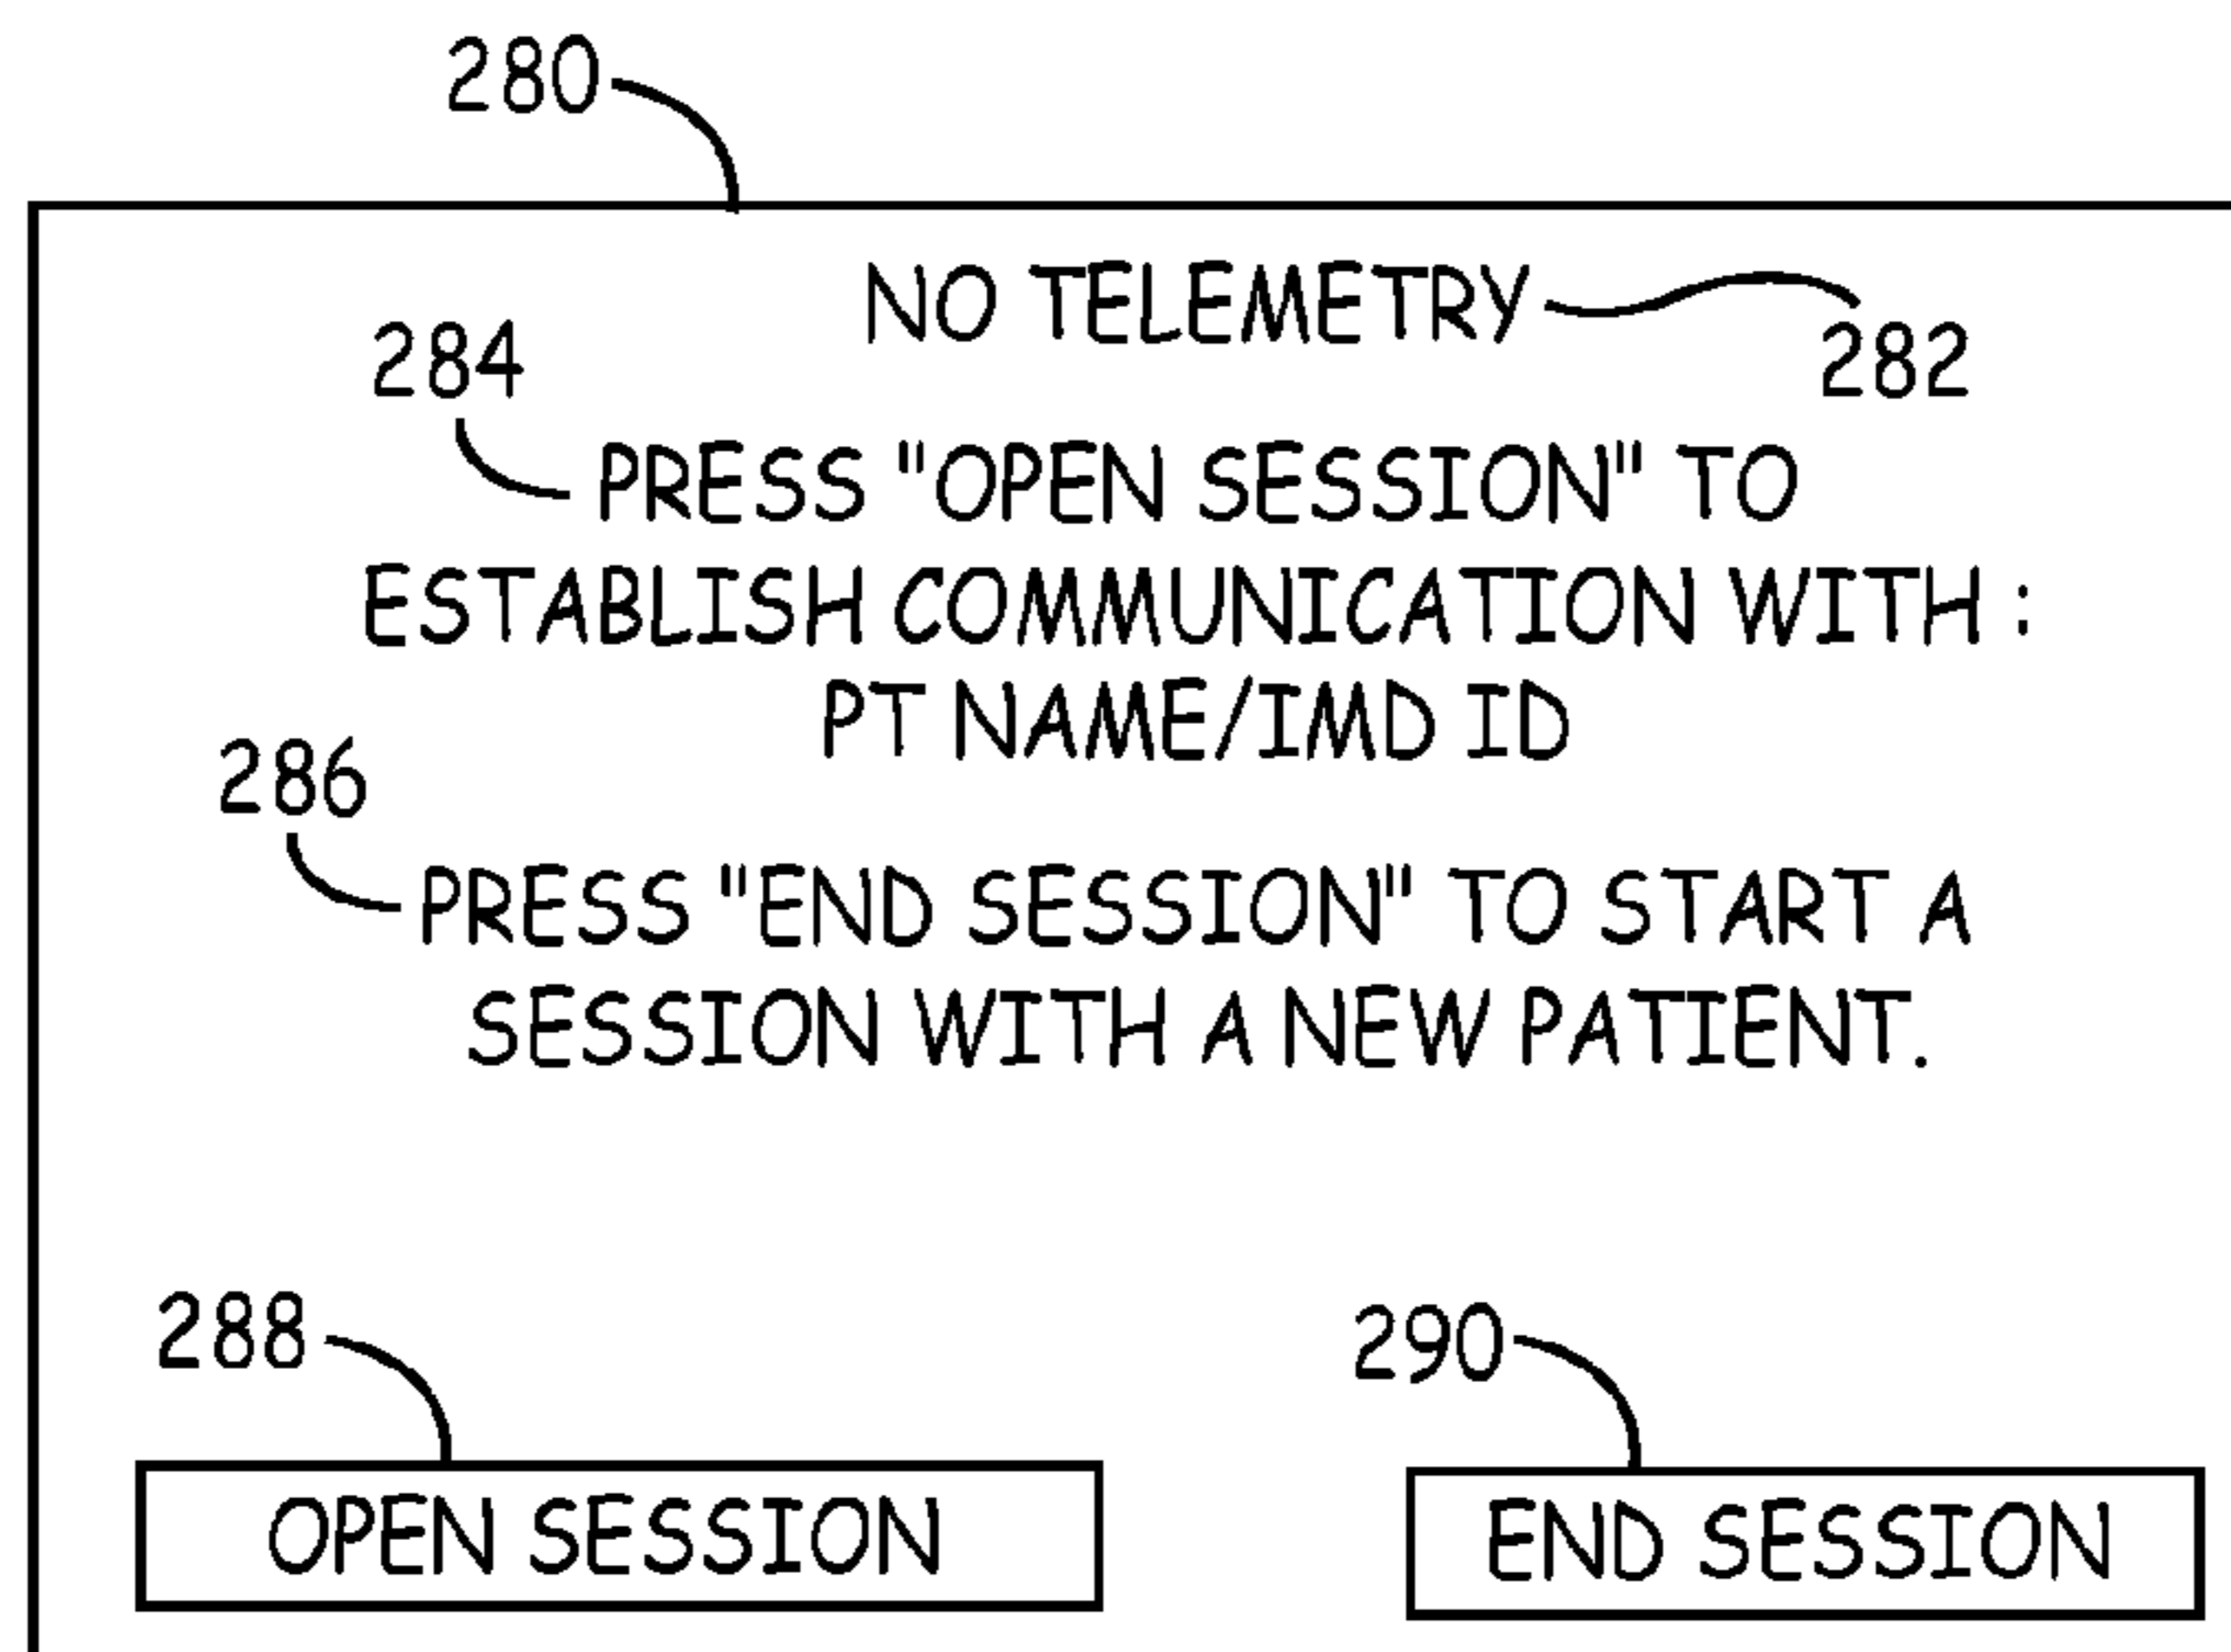 280
NO TELEMETRY
282
284
PRESS "OPEN SESSION" TO
ESTABLISH COMMUNICATION WITH :
PT NAME/IMD ID
286
PRESS "END SESSION" TO START A
SESSION WITH A NEW PATIENT.
288
290
OPEN SESSION
END SESSION